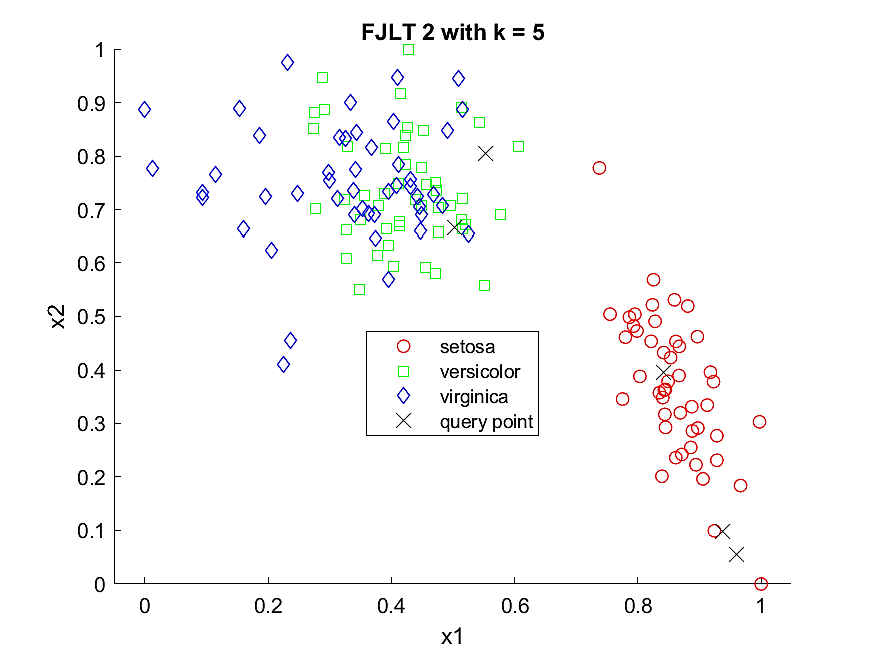 FJLT 2 with k = 5
1
0.9
0.8
0.7
0.6
0.5
0.4
0.3
0.2
0.1
0
x2
setosa
versicolor
virginica
query point
0 0.2 0.4 0.6 0.8 1
x1